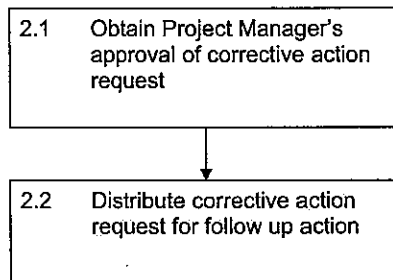 2.1 Obtain Project Manager's
approval of corrective action
request
2.2 Distribute corrective action
request for follow up action